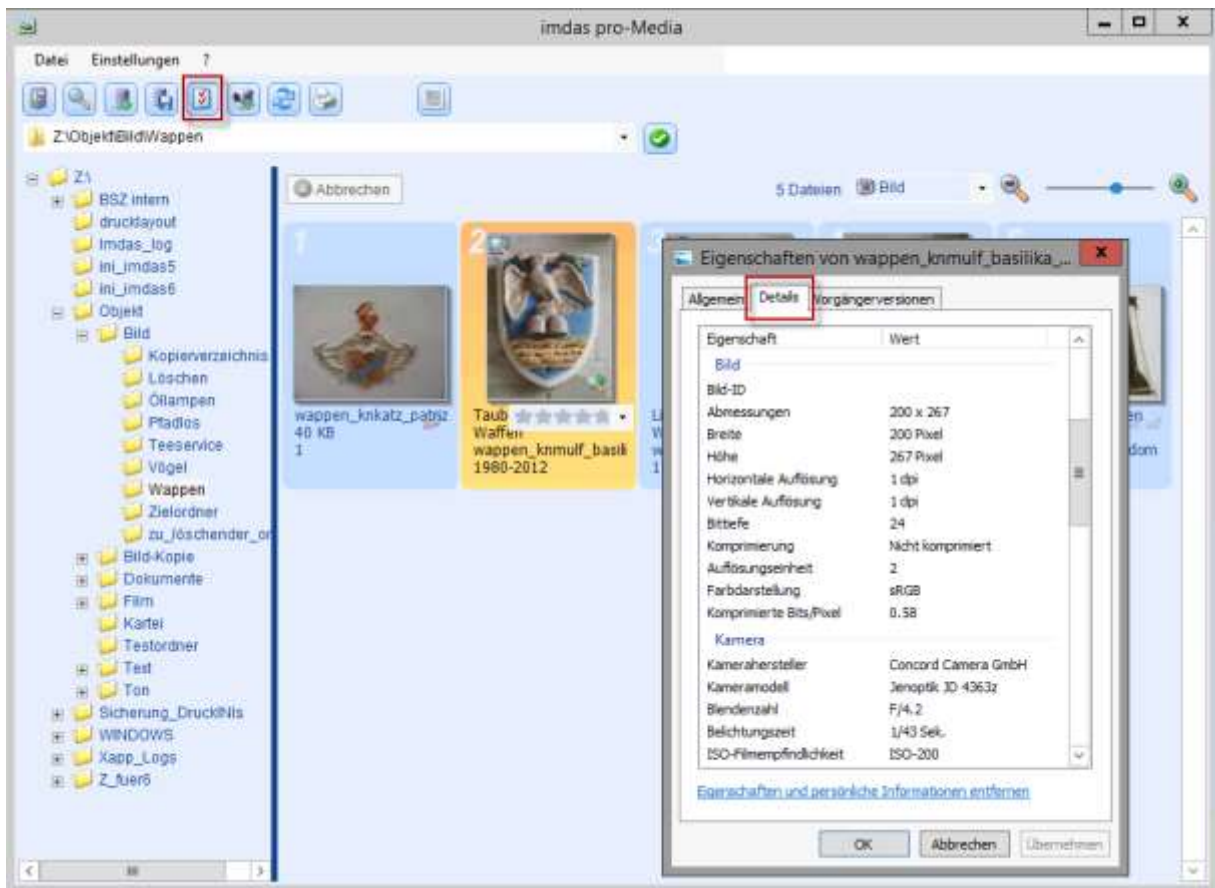 imdas pro-Media
Datei Einstellungen ?
Z:\Objekt\Bild\Wappen
Z:\
BSZ intern
drucklayout
Imdas_log
ini_imdas5
ini_imdas6
Objekt
Bild
Kopierverzeichnis
Löschen
Öllampen
Pfadlos
Teeservice
Vögel
Wappen
Zielordner
zu_löschender_or
Bild-Kopie
Dokumente
Film
Kartei
Testordner
Text
Ton
Sicherung_DruckINIs
WINDOWS
Xapp_Logs
Z_fuer6
Abbrechen
5 Dateien Bild
1
wappen_knkatz_pabsz
40 KB
1
2
Taub
Waffen
wappen_knmulf_basili
1980-2012
dom
Eigenschaften von wappen_knmulf_basilika_...
Allgemein Details Vorgängerversionen
Eigenschaft Wert
Bild
Bild-ID
Abmessungen 200 x 267
Breite 200 Pixel
Höhe 267 Pixel
Horizontale Auflösung 1 dpi
Vertikale Auflösung 1 dpi
Bittiefe 24
Komprimierung Nicht komprimiert
Auflösungseinheit 2
Farbdarstellung sRGB
Komprimierte Bits/Pixel 0.58
Kamera
Kamerahersteller Concord Camera GmbH
Kameramodell Jenoptik JD 4363z
Blendenzahl F/4.2
Belichtungszeit 1/43 Sek.
ISO-Filmempfindlichkeit ISO-200
Eigenschaften und persönliche Informationen entfernen
OK Abbrechen Übernehmen